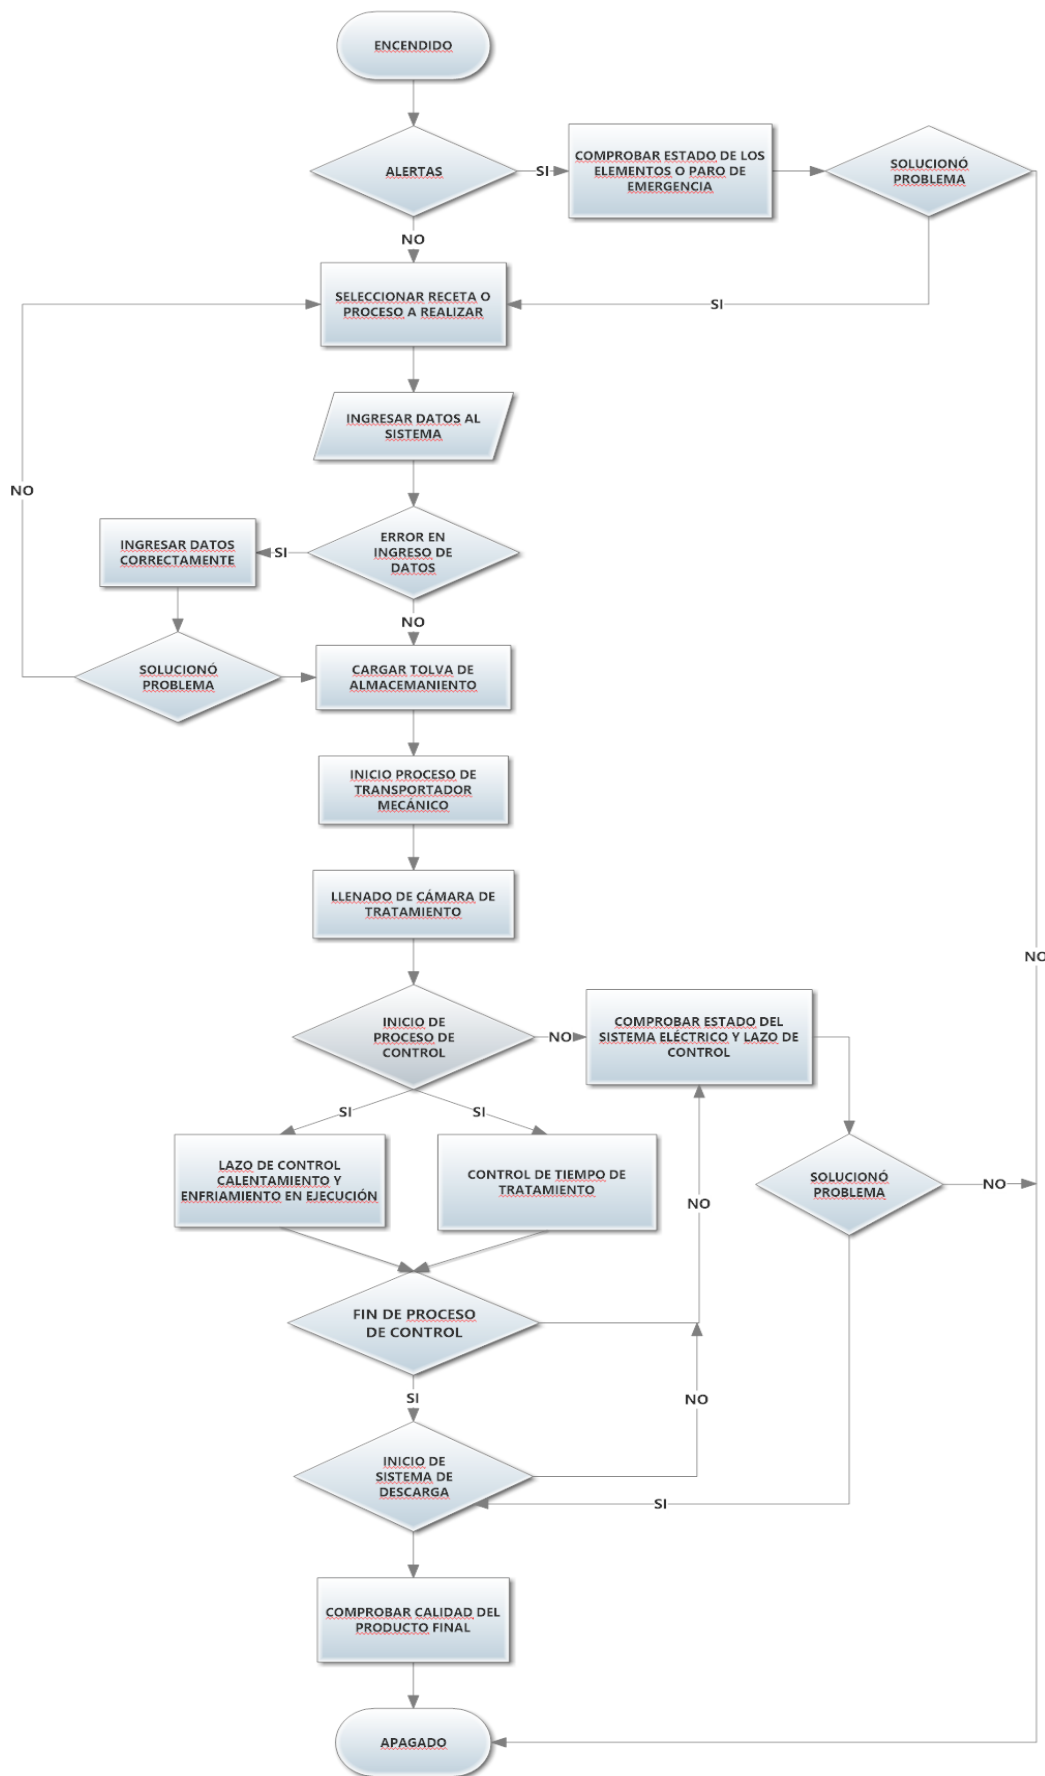 ENCENDIDO
ALERTAS
SI
COMPROBAR ESTADO DE LOS
ELEMENTOS O PARO DE
EMERGENCIA
SOLUCIONÓ
PROBLEMA
NO
SELECCIONAR RECETA O
PROCESO A REALIZAR
SI
INGRESAR DATOS AL
SISTEMA
NO
ERROR EN
INGRESO DE
DATOS
SI
INGRESAR DATOS
CORRECTAMENTE
NO
SOLUCIONÓ
PROBLEMA
CARGAR TOLVA DE
ALMACEMANIENTO
INICIO PROCESO DE
TRANSPORTADOR
MECÁNICO
LLENADO DE CÁMARA DE
TRATAMIENTO
NO
INICIO DE
PROCESO DE
CONTROL
NO
COMPROBAR ESTADO DEL
SISTEMA ELÉCTRICO Y LAZO DE
CONTROL
SI
SI
LAZO DE CONTROL
CALENTAMIENTO Y
ENFRIAMIENTO EN EJECUCIÓN
CONTROL DE TIEMPO DE
TRATAMIENTO
SOLUCIONÓ
PROBLEMA
NO
NO
FIN DE PROCESO
DE CONTROL
SI
NO
INICIO DE
SISTEMA DE
DESCARGA
SI
COMPROBAR CALIDAD DEL
PRODUCTO FINAL
APAGADO